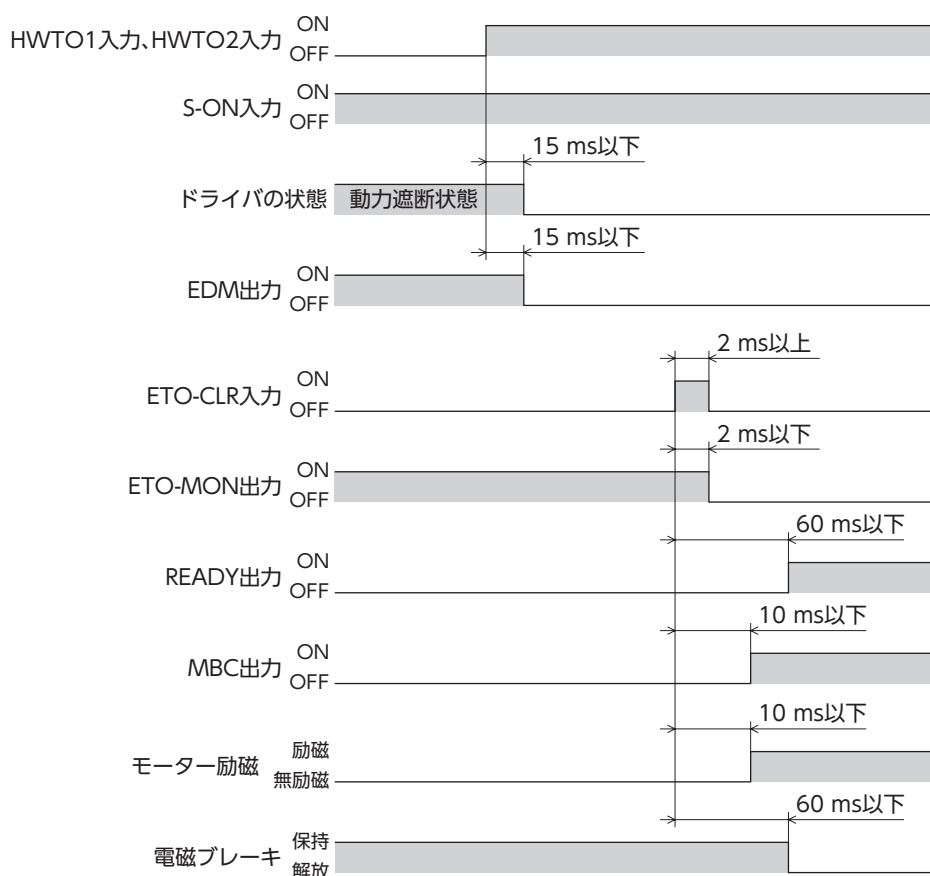 HWTO1入力、HWTO2入力 ON
OFF
S-ON入力 ON
OFF
15 ms以下
ドライバの状態 動力遮断状態
15 ms以下
EDM出力 ON
OFF
2 ms以上
ETO-CLR入力 ON
OFF
2 ms以下
ETO-MON出力 ON
OFF
60 ms以下
READY出力 ON
OFF
10 ms以下
MBC出力 ON
OFF
10 ms以下
モーター励磁 励磁
無励磁
60 ms以下
電磁ブレーキ 保持
解放